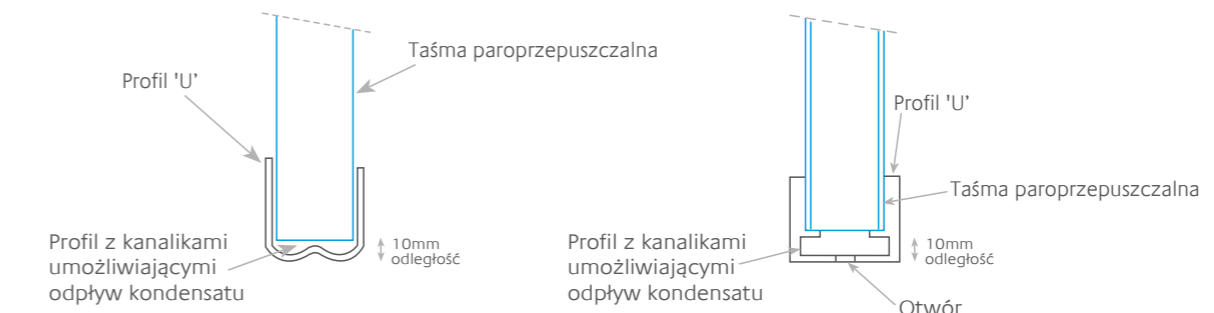 Taśma paroprzepuszczalna
Profil 'U’
Profil z kanalikami
umożliwiającymi
odpływ kondensatu
10mm
odległość
Profil 'U’
Taśma paroprzepuszczalna
Profil z kanalikami
umożliwiającymi
odpływ kondensatu
10mm
odległość
Otwór